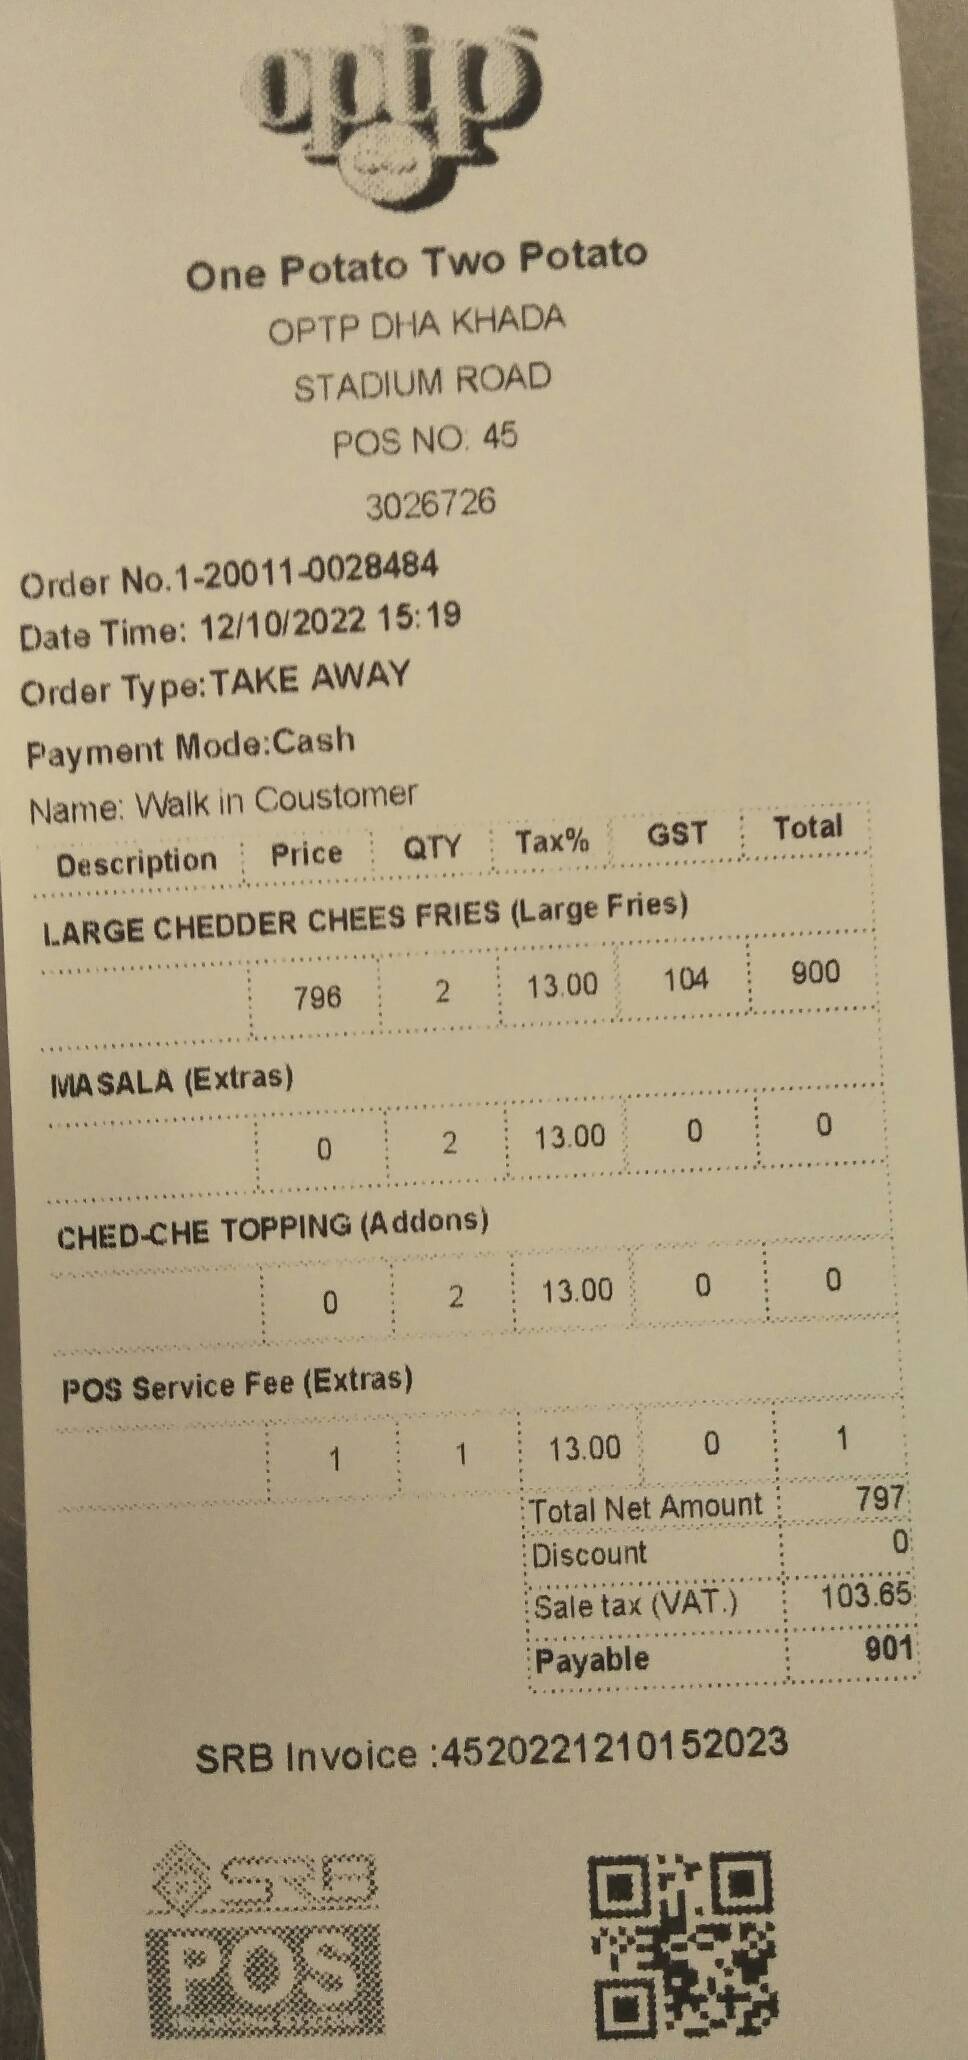 optp
One Potato Two Potato
OPTP DHA KHADA
STADIUM ROAD
POS NO: 45
3026726
Order No.1-20011-0028484
Date Time: 12/10/2022 15:19
Order Type:TAKE AWAY
Payment Mode:Cash
Name: Walk in Coustomer
Description Price QTY Tax% GST Total
LARGE CHEDDER CHEES FRIES (Large Fries)
796 2 13.00 104 900
MASALA (Extras)
0 2 13.00 0 0
CHED-CHE TOPPING (Addons)
0 2 13.00 0 0
POS Service Fee (Extras)
1 1 13.00 0 1
Total Net Amount 797
Discount 0
Sale tax (VAT.) 103.65
Payable 901
SRB Invoice :4520221210152023
SRB
POS